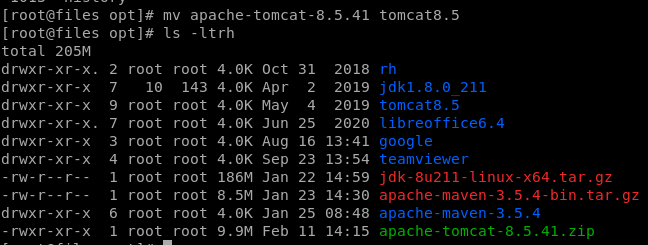 [root@files opt]# mv apache-tomcat-8.5.41 tomcat8.5
[root@files opt]# ls -ltrh
total 205M
drwxr-xr-x. 2 root root 4.0K Oct 31  2018 rh
drwxr-xr-x  7   10  143 4.0K Apr  2  2019 jdk1.8.0_211
drwxr-xr-x  9 root root 4.0K May  4  2019 tomcat8.5
drwxr-xr-x. 7 root root 4.0K Jun 25  2020 libreoffice6.4
drwxr-xr-x  3 root root 4.0K Aug 16 13:41 google
drwxr-xr-x  4 root root 4.0K Sep 23 13:54 teamviewer
-rw-r--r--  1 root root 186M Jan 22 14:59 jdk-8u211-linux-x64.tar.gz
-rw-r--r--  1 root root 8.5M Jan 23 14:30 apache-maven-3.5.4-bin.tar.gz
drwxr-xr-x  6 root root 4.0K Jan 25 08:48 apache-maven-3.5.4
-rwxr-xr-x  1 root root 9.9M Feb 11 14:15 apache-tomcat-8.5.41.zip